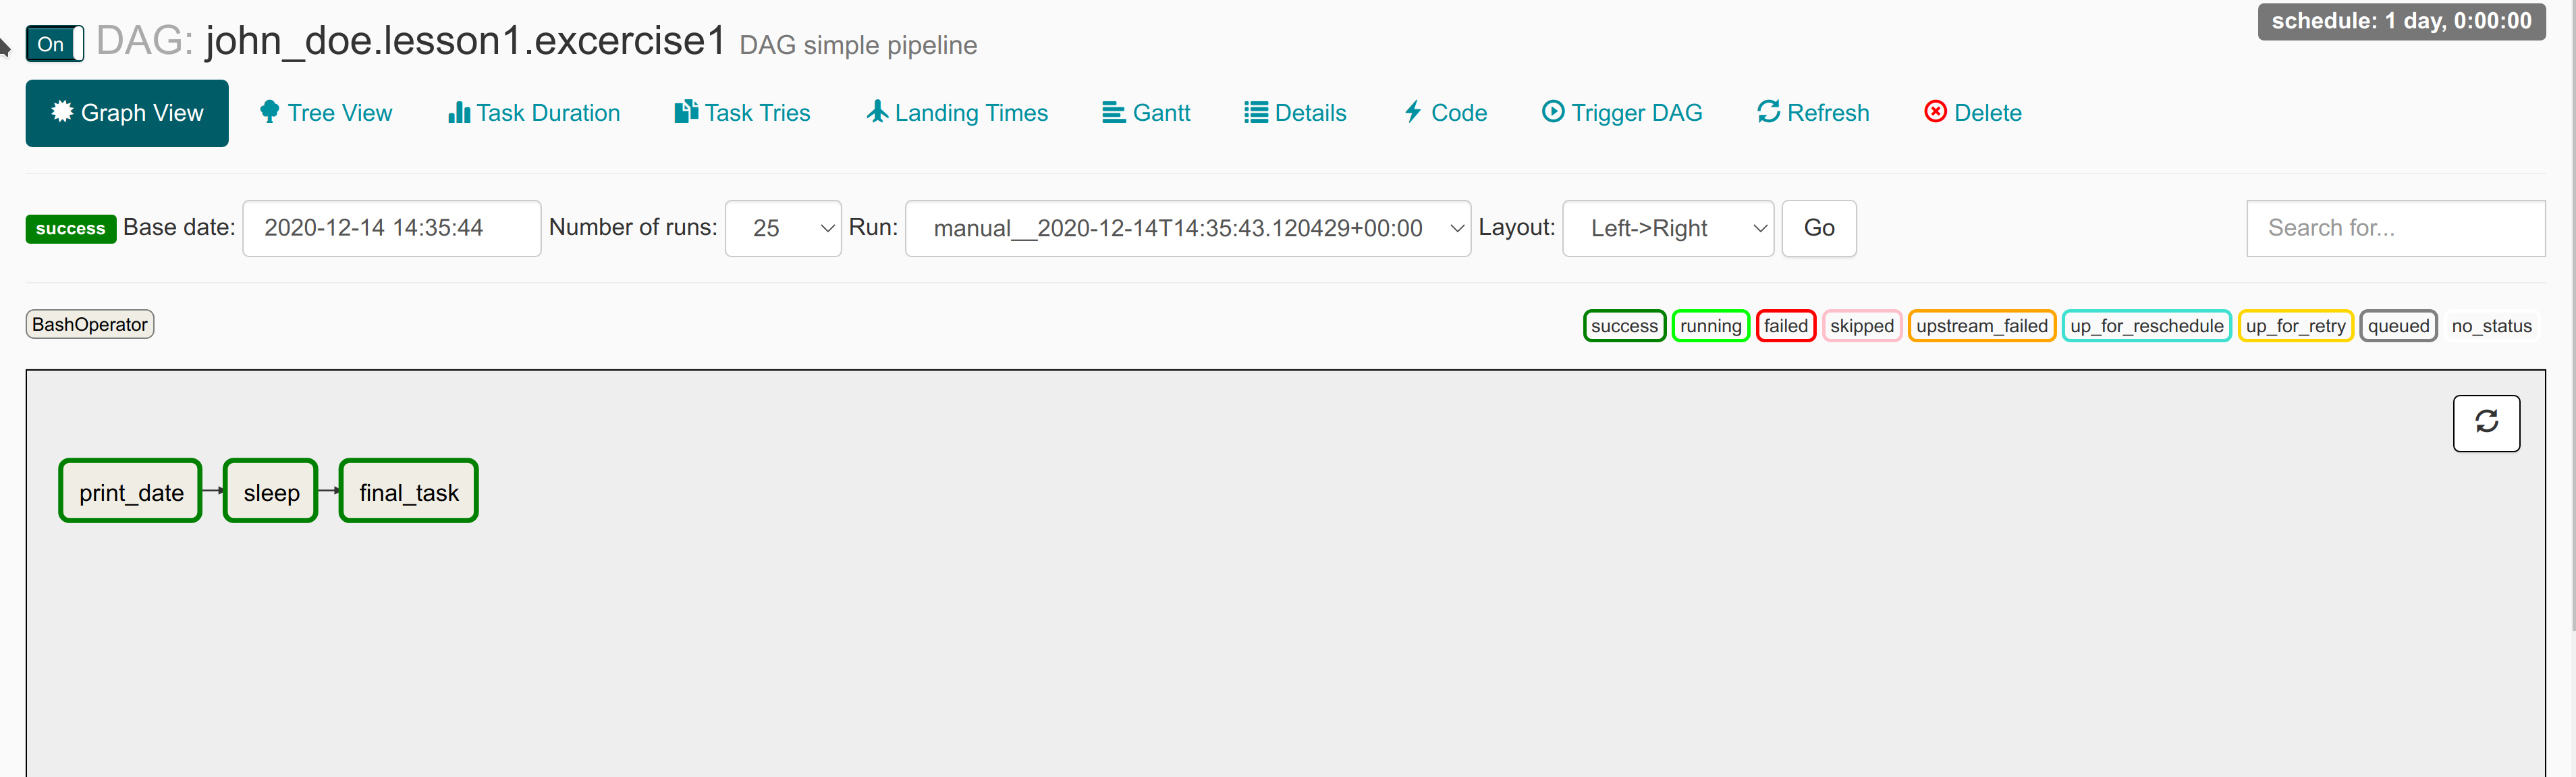 schedule: 1 day, 0:00:00
On DAG: john_doe.lesson1.excercise1 DAG simple pipeline
Graph View Tree View Task Duration Task Tries Landing Times Gantt Details Code Trigger DAG Refresh Delete
success Base date: 2020-12-14 14:35:44 Number of runs: 25 Run: manual__2020-12-14T14:35:43.120429+00:00 Layout: Left->Right Go Search for...
BashOperator success running failed skipped upstream_failed up_for_reschedule up_for_retry queued no_status
print_date sleep final_task